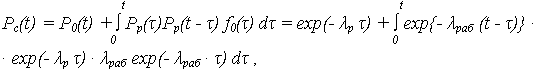 P_c(t) = P_0(t) + ∫_0^t P_p(τ)P_p(t - τ) f_0(τ) dτ = exp(- λ_p τ) + ∫_0^t exp{- λ_раб (t - τ)} ·
· exp(- λ_p τ) · λ_раб exp(- λ_раб · τ) dτ ,